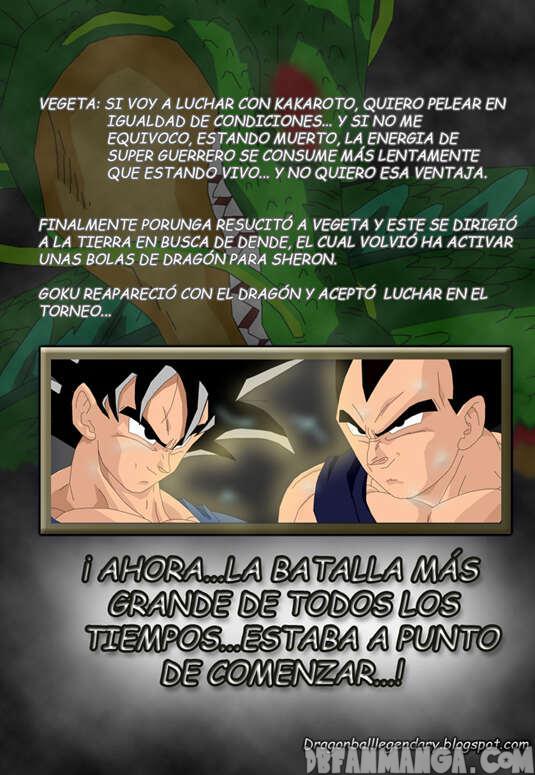 VEGETA: SI VOY A LUCHAR CON KAKAROTO, QUIERO PELEAR EN
IGUALDAD DE CONDICIONES... Y SI NO ME
EQUIVOCO, ESTANDO MUERTO, LA ENERGIA DE
SUPER GUERRERO SE CONSUME MÁS LENTAMENTE
QUE ESTANDO VIVO... Y NO QUIERO ESA VENTAJA.
FINALMENTE PORUNGA RESUCITÓ A VEGETA Y ESTE SE DIRIGIÓ
A LA TIERRA EN BUSCA DE DENDE, EL CUAL VOLVIÓ HA ACTIVAR
UNAS BOLAS DE DRAGÓN PARA SHERON.
GOKU REAPARECIÓ CON EL DRAGÓN Y ACEPTÓ LUCHAR EN EL
TORNEO...
¡ AHORA...LA BATALLA MÁS
GRANDE DE TODOS LOS
TIEMPOS...ESTABA A PUNTO
DE COMENZAR...!
Dragonballlegendary.blogspot.com
DBFANMANGA.COM